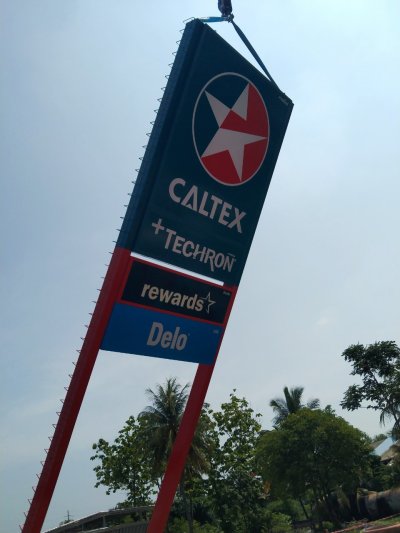 CALTEX
+TECHRON
rewards
Delo